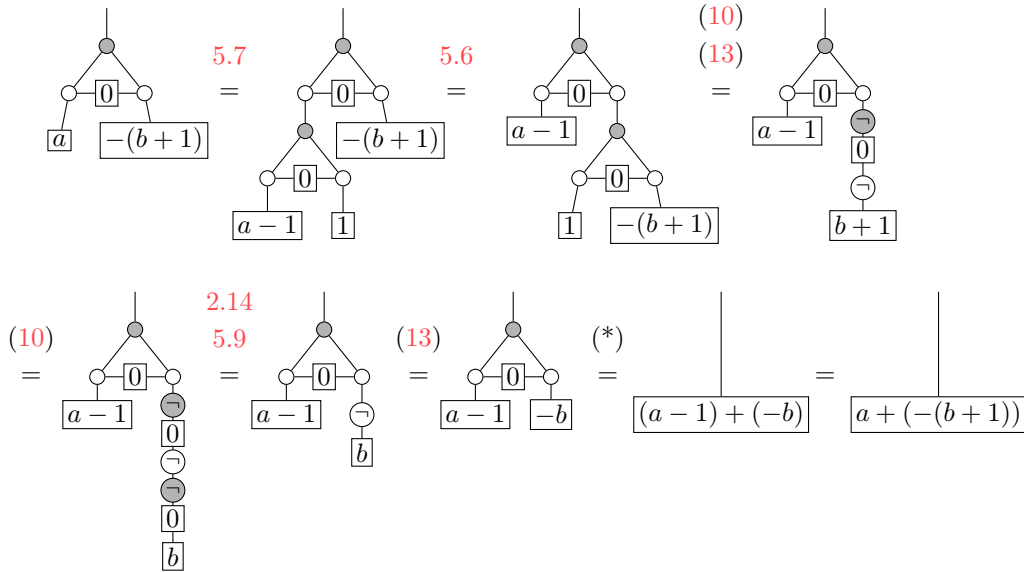 5.7 5.6 (10)
(13)
0 = 0 = 0 = 0
a −(b + 1) −(b + 1) a − 1 a − 1 ¬
0
0 0 ¬
a − 1 1 1 −(b + 1) b + 1
2.14
(10) 5.9 (13) (*)
= 0 = 0 = 0 = =
a − 1 ¬ a − 1 ¬ a − 1 −b (a − 1) + (−b) a + (−(b + 1))
0 b
¬
¬
0
b